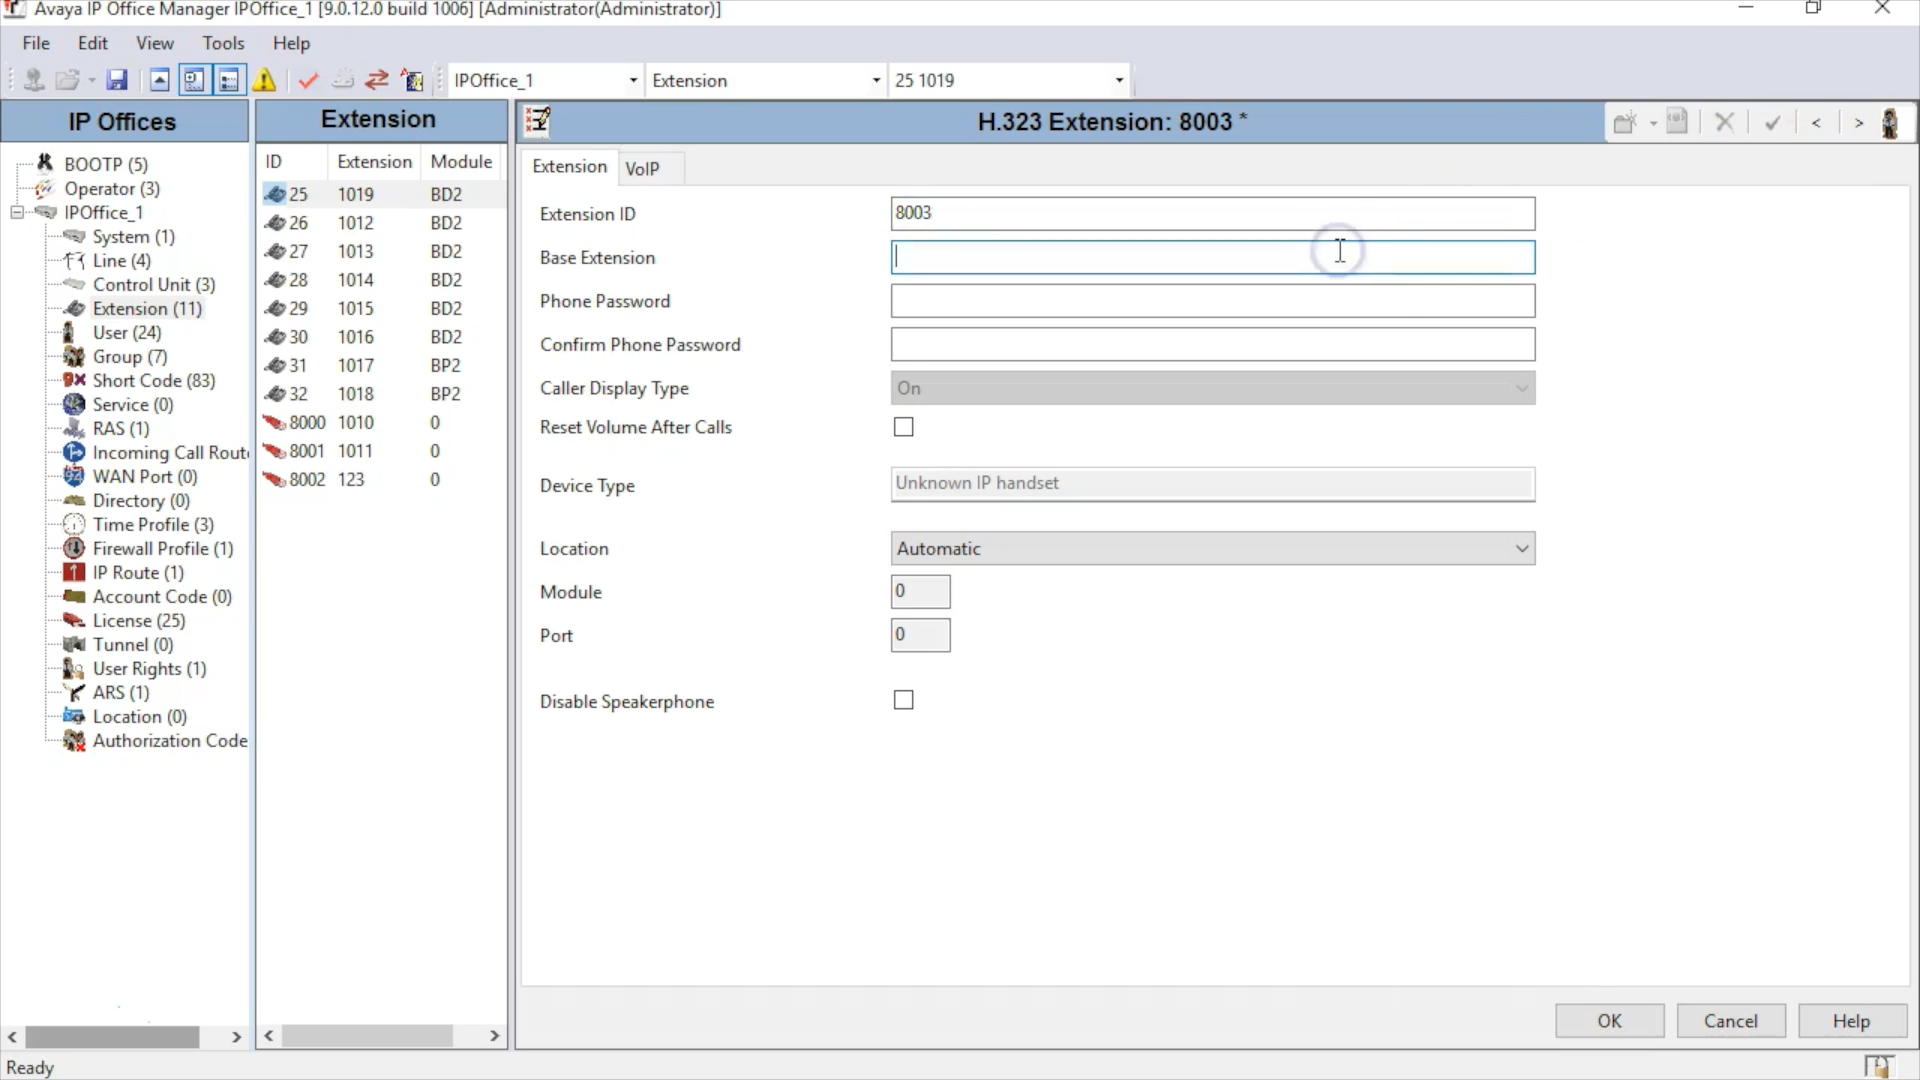 Avaya IP Office Manager IPOffice_1 [9.0.12.0 build 1006] [Administrator(Administrator)]
File Edit View Tools Help
IPOffice_1 Extension 25 1019
IP Offices
BOOTP (5)
Operator (3)
IPOffice_1
System (1)
Line (4)
Control Unit (3)
Extension (11)
User (24)
Group (7)
Short Code (83)
Service (0)
RAS (1)
Incoming Call Route
WAN Port (0)
Directory (0)
Time Profile (3)
Firewall Profile (1)
IP Route (1)
Account Code (0)
License (25)
Tunnel (0)
User Rights (1)
ARS (1)
Location (0)
Authorization Code
Extension
ID Extension Module
25 1019 BD2
26 1012 BD2
27 1013 BD2
28 1014 BD2
29 1015 BD2
30 1016 BD2
31 1017 BP2
32 1018 BP2
8000 1010 0
8001 1011 0
8002 123 0
H.323 Extension: 8003 *
Extension VoIP
Extension ID 8003
Base Extension
Phone Password
Confirm Phone Password
Caller Display Type On
Reset Volume After Calls
Device Type Unknown IP handset
Location Automatic
Module 0
Port 0
Disable Speakerphone
OK Cancel Help
Ready